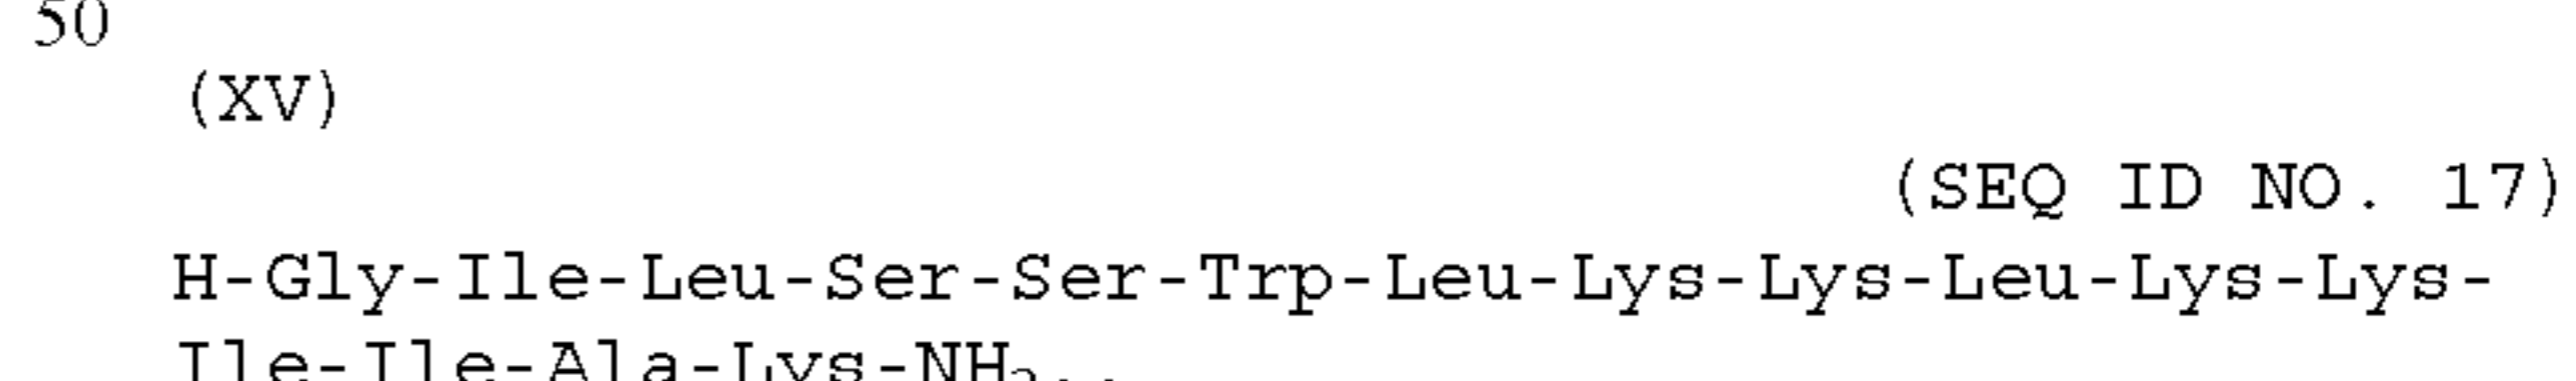 50
(XV)
(SEQ ID NO. 17)
H-Gly-Ile-Leu-Ser-Ser-Trp-Leu-Lys-Lys-Leu-Lys-Lys-
Ile-Ile-Ala-Lys-NH₂..